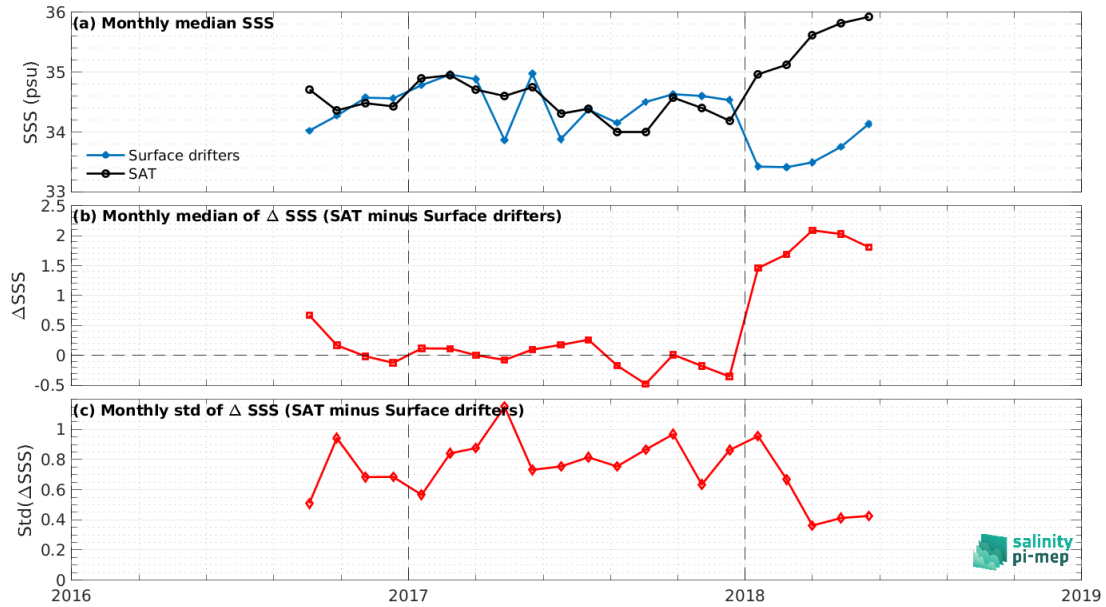 (a) Monthly median SSS
36
35
34
33
SSS (psu)
Surface drifters
SAT
(b) Monthly median of Δ SSS (SAT minus Surface drifters)
2.5
2
1.5
1
0.5
0
-0.5
ΔSSS
(c) Monthly std of Δ SSS (SAT minus Surface drifters)
1
0.8
0.6
0.4
0.2
0
Std(ΔSSS)
2016
2017
2018
2019
salinity
pi-mep